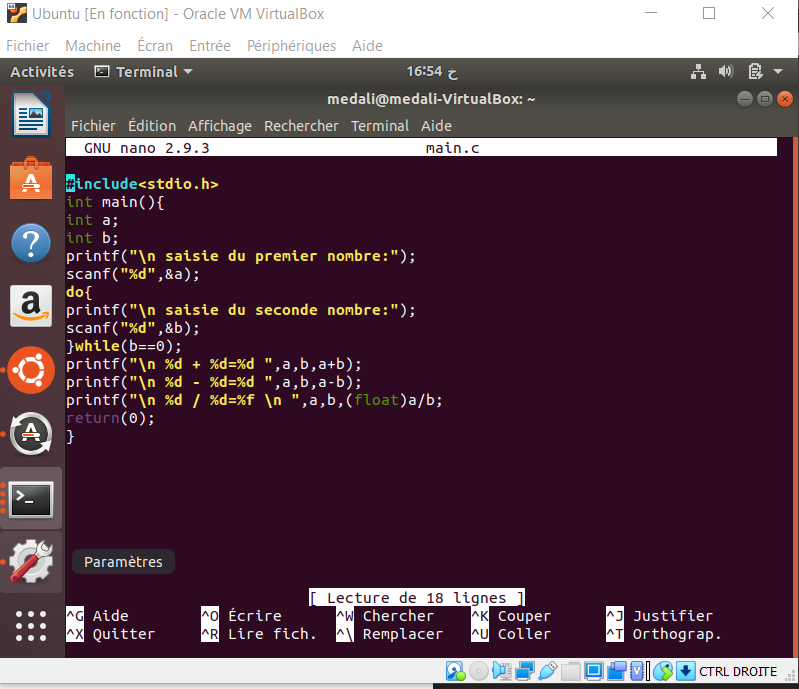 Ubuntu [En fonction] - Oracle VM VirtualBox
Fichier Machine Écran Entrée Périphériques Aide
Activités Terminal 16:54 خ
medali@medali-VirtualBox: ~
Fichier Édition Affichage Rechercher Terminal Aide
GNU nano 2.9.3 main.c
#include<stdio.h>
int main(){
int a;
int b;
printf("\n saisie du premier nombre:");
scanf("%d",&a);
do{
printf("\n saisie du seconde nombre:");
scanf("%d",&b);
}while(b==0);
printf("\n %d + %d=%d ",a,b,a+b);
printf("\n %d - %d=%d ",a,b,a-b);
printf("\n %d / %d=%f \n ",a,b,(float)a/b;
return(0);
}
Paramètres
[ Lecture de 18 lignes ]
^G Aide ^O Écrire ^W Chercher ^K Couper ^J Justifier
^X Quitter ^R Lire fich. ^\ Remplacer ^U Coller ^T Orthograp.
CTRL DROITE